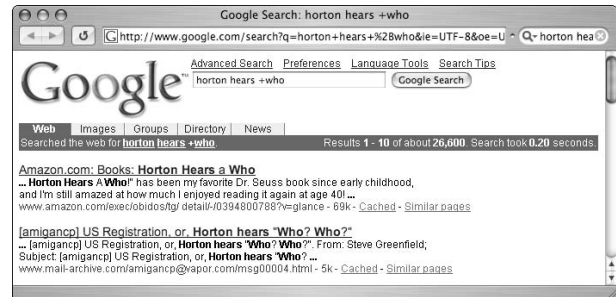 Google Search: horton hears +who
http://www.google.com/search?q=horton+hears+%28who&ie=UTF-8&oe=U
horton hea
Advanced Search Preferences Language Tools Search Tips
Google™
horton hears +who Google Search
Web Images Groups Directory News
Searched the web for horton hears +who. Results 1 - 10 of about 26,600. Search took 0.20 seconds.
Amazon.com: Books: Horton Hears a Who
... Horton Hears A Who!" has been my favorite Dr. Seuss book since early childhood,
and I'm still amazed at how much I enjoyed reading it again at age 40! ...
www.amazon.com/exec/obidos/tg/ detail/-/0394800788?v=glance - 69k - Cached - Similar pages
[amigancp] US Registration, or, Horton hears "Who? Who?"
... [amigancp] US Registration, or, Horton hears "Who? Who?". From: Steve Greenfield;
Subject: [amigancp] US Registration, or, Horton hears "Who? ...
www.mail-archive.com/amigancp@vapor.com/msg00004.html - 5k - Cached - Similar pages